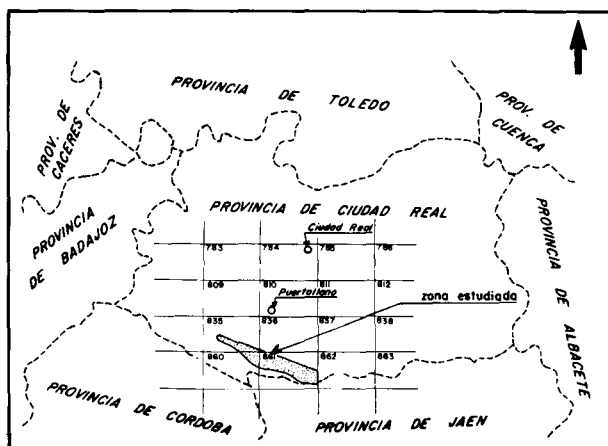 PROVINCIA DE TOLEDO
PROV. DE
CACERES
PROV. DE
CUENCA
PROVINCIA
DE BADAJOZ
PROVINCIA DE CIUDAD REAL
Ciudad Real
783 784 785 786
809 810 811 812
Puertollano
835 836 837 838
zona estudiada
860 861 862 863
PROVINCIA DE ALBACETE
PROVINCIA DE CORDOBA
PROVINCIA DE JAEN